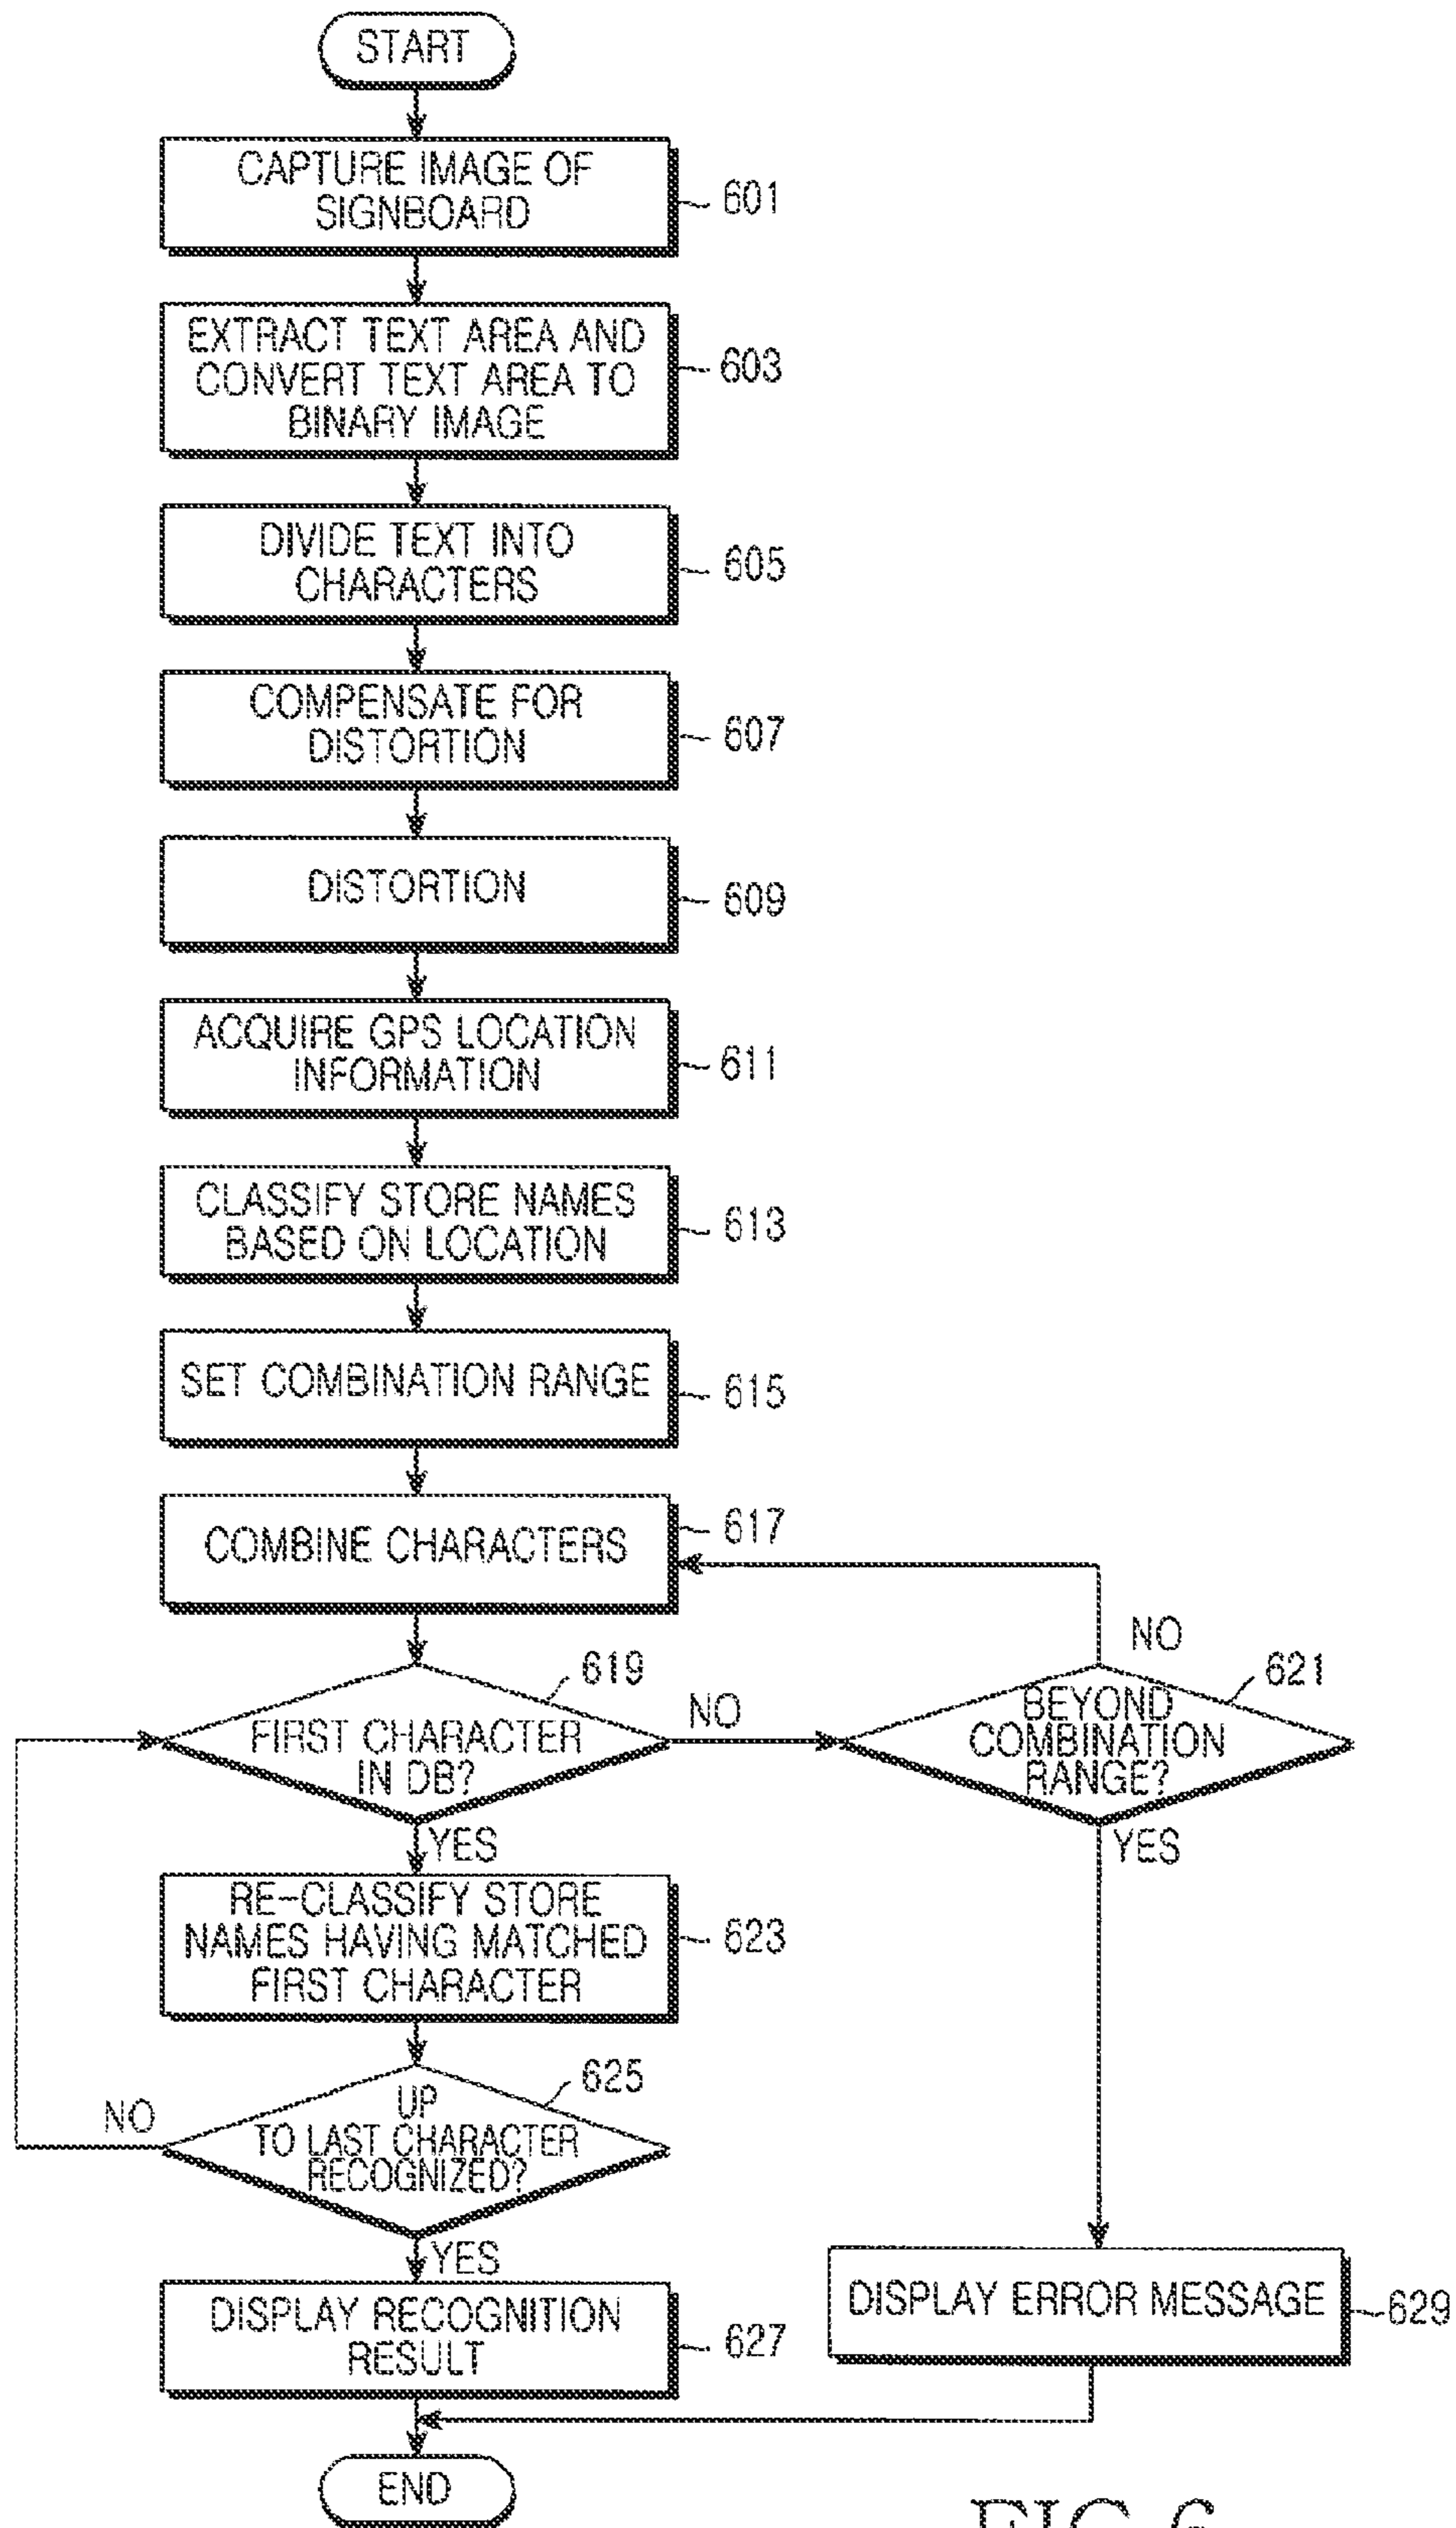 START
CAPTURE IMAGE OF
SIGNBOARD
601
EXTRACT TEXT AREA AND
CONVERT TEXT AREA TO
BINARY IMAGE
603
DIVIDE TEXT INTO
CHARACTERS
605
COMPENSATE FOR
DISTORTION
607
DISTORTION
609
ACQUIRE GPS LOCATION
INFORMATION
611
CLASSIFY STORE NAMES
BASED ON LOCATION
613
SET COMBINATION RANGE
615
COMBINE CHARACTERS
617
FIRST CHARACTER
IN DB?
619
NO
YES
BEYOND
COMBINATION
RANGE?
621
NO
YES
RE-CLASSIFY STORE
NAMES HAVING MATCHED
FIRST CHARACTER
623
UP
TO LAST CHARACTER
RECOGNIZED?
625
NO
YES
DISPLAY RECOGNITION
RESULT
627
DISPLAY ERROR MESSAGE
629
END
FIG. 6